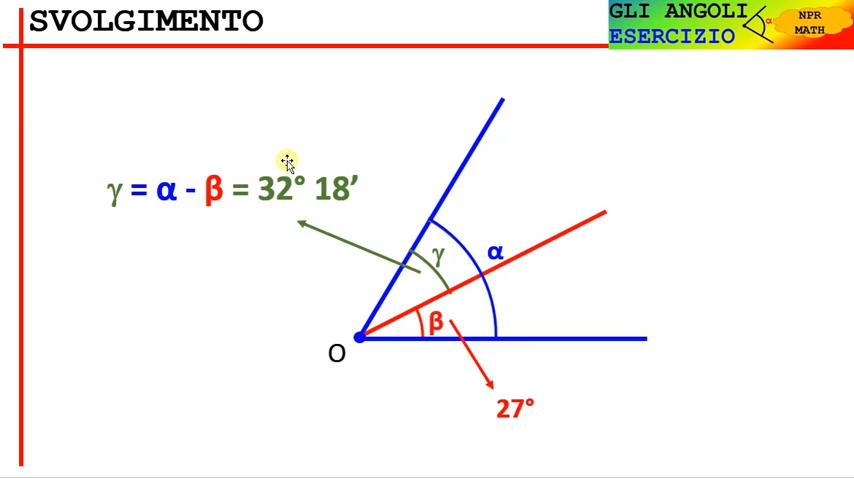 SVOLGIMENTO
GLI ANGOLI
ESERCIZIO
α
NPR
MATH
γ = α - β = 32° 18’
γ
α
β
O
27°